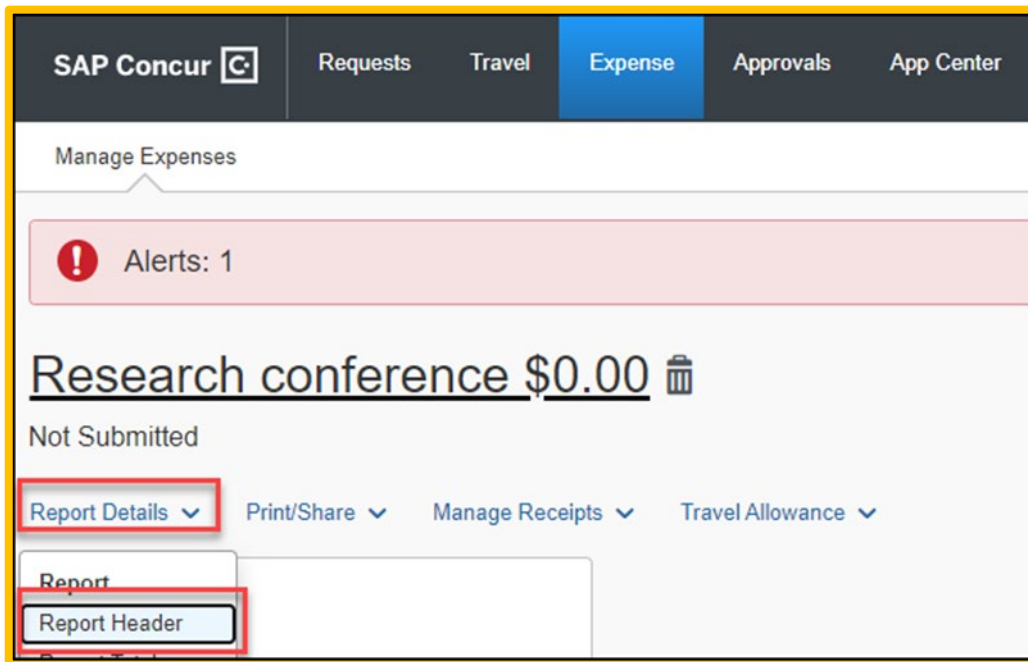 SAP Concur Requests Travel Expense Approvals App Center
Manage Expenses
Alerts: 1
Research conference $0.00
Not Submitted
Report Details Print/Share Manage Receipts Travel Allowance
Report
Report Header